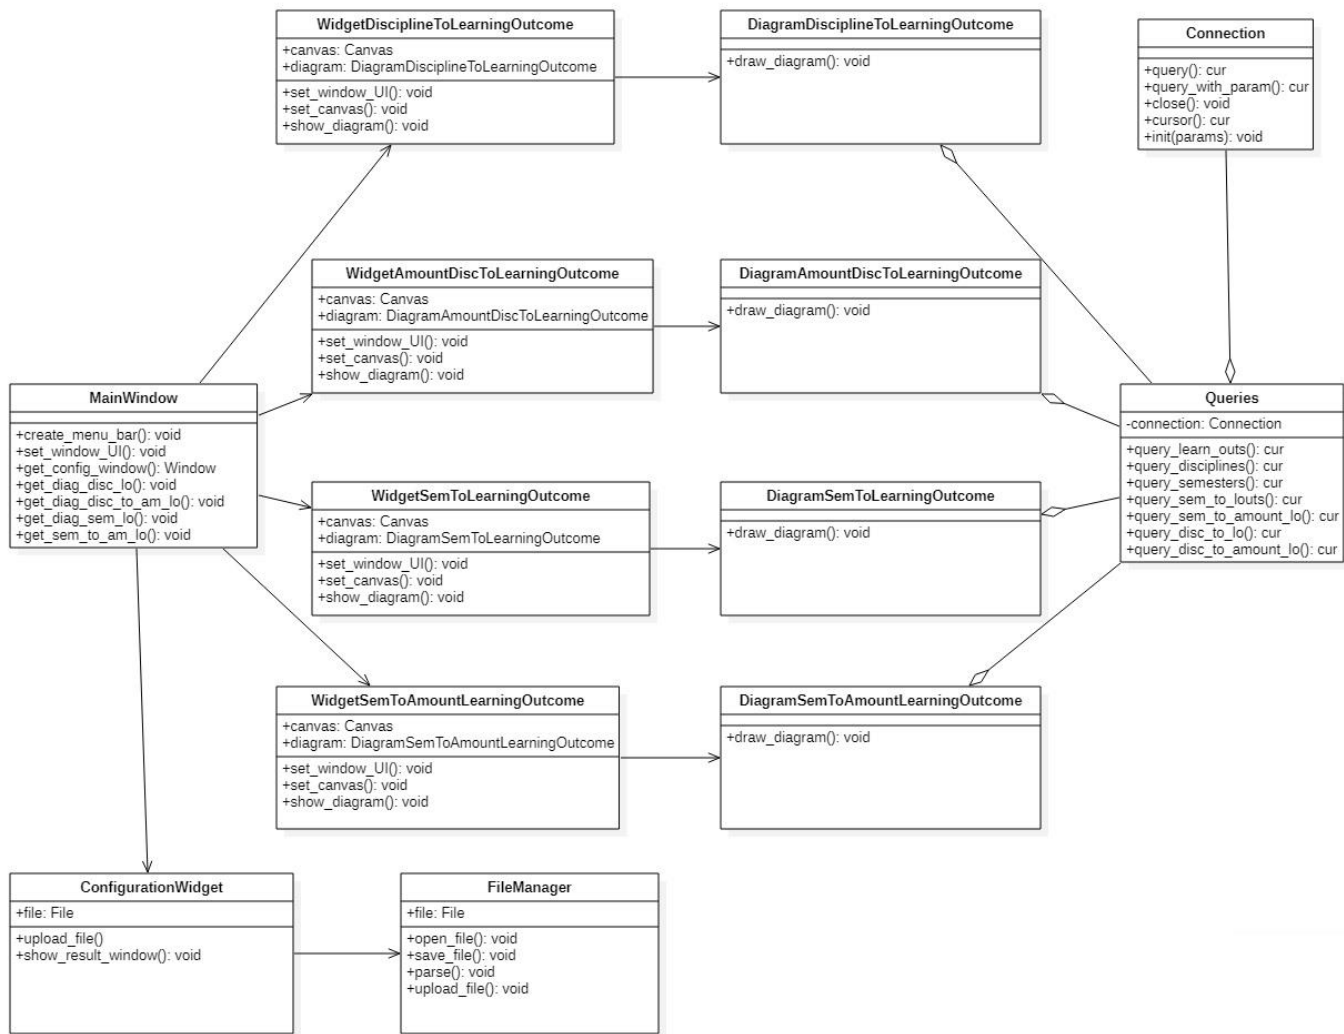 WidgetDisciplineToLearningOutcome
+canvas: Canvas
+diagram: DiagramDisciplineToLearningOutcome
+set_window_UI(): void
+set_canvas(): void
+show_diagram(): void
DiagramDisciplineToLearningOutcome
+draw_diagram(): void
Connection
+query(): cur
+query_with_param(): cur
+close(): void
+cursor(): cur
+init(params): void
WidgetAmountDiscToLearningOutcome
+canvas: Canvas
+diagram: DiagramAmountDiscToLearningOutcome
+set_window_UI(): void
+set_canvas(): void
+show_diagram(): void
DiagramAmountDiscToLearningOutcome
+draw_diagram(): void
MainWindow
+create_menu_bar(): void
+set_window_UI(): void
+get_config_window(): Window
+get_diag_disc_lo(): void
+get_diag_disc_to_am_lo(): void
+get_diag_sem_lo(): void
+get_sem_to_am_lo(): void
Queries
-connection: Connection
+query_learn_outs(): cur
+query_disciplines(): cur
+query_semesters(): cur
+query_sem_to_louts(): cur
+query_sem_to_amount_lo(): cur
+query_disc_to_lo(): cur
+query_disc_to_amount_lo(): cur
WidgetSemToLearningOutcome
+canvas: Canvas
+diagram: DiagramSemToLearningOutcome
+set_window_UI(): void
+set_canvas(): void
+show_diagram(): void
DiagramSemToLearningOutcome
+draw_diagram(): void
WidgetSemToAmountLearningOutcome
+canvas: Canvas
+diagram: DiagramSemToAmountLearningOutcome
+set_window_UI(): void
+set_canvas(): void
+show_diagram(): void
DiagramSemToAmountLearningOutcome
+draw_diagram(): void
ConfigurationWidget
+file: File
+upload_file()
+show_result_window(): void
FileManager
+file: File
+open_file(): void
+save_file(): void
+parse(): void
+upload_file(): void